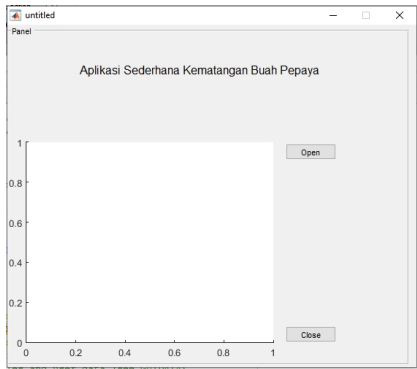 untitled
Panel
Aplikasi Sederhana Kematangan Buah Pepaya
Open
Close
1
0.8
0.6
0.4
0.2
0
0 0.2 0.4 0.6 0.8 1